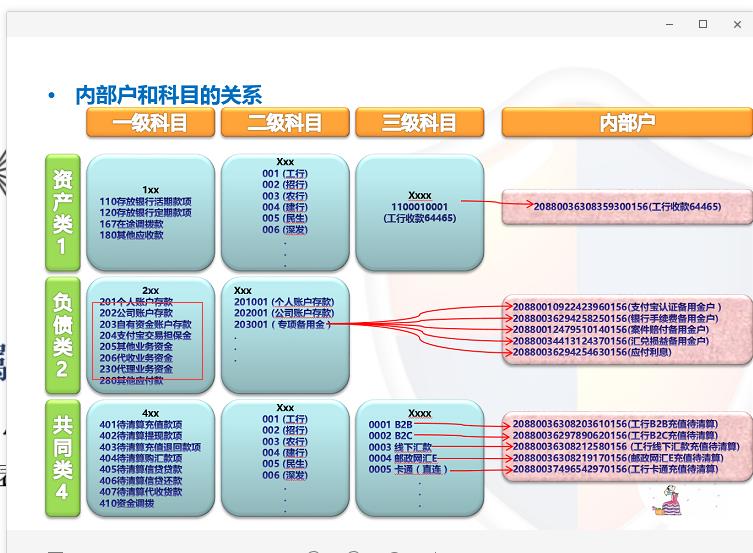 • 内部户和科目的关系
一级科目 二级科目 三级科目 内部户
资产类1
1xx
110存放银行活期款项
120存放银行定期款项
167在途调拨款
180其他应收款
Xxx
001 (工行)
002 (招行)
003 (农行)
004 (建行)
005 (民生)
006 (深发)
.
.
.
Xxxx
1100010001
(工行收款64465)
20880036308359300156(工行收款64465)
负债类2
2xx
201个人账户存款
202公司账户存款
203自有资金账户存款
204支付宝交易担保金
205其他业务资金
206代收业务资金
230代理业务资金
280其他应付款
Xxx
201001 (个人账户存款)
202001 (公司账户存款)
203001 ( 专项备用金 )
.
.
.
20880010922423960156(支付宝认证备用金户 )
20880036294258250156(银行手续费备用金户)
20880012479510140156(案件赔付备用金户)
20880034413124370156(汇兑损益备用金户)
20880036294254630156(应付利息)
共同类4
4xx
401待清算充值款项
402待清算提现款项
403待清算充值退回款项
404待清算购汇款项
405待清算信贷贷款
406待清算信贷还款
407待清算代收货款
410资金调拨
Xxx
001 (工行)
002 (招行)
003 (农行)
004 (建行)
005 (民生)
006 (深发)
.
.
.
Xxxx
0001 B2B
0002 B2C
0003 线下汇款
0004 邮政网汇E
0005 卡通（直连）
.
.
.
20880036308203610156(工行B2B充值待清算)
20880036297890620156(工行B2C充值待清算)
20880036308212580156 (工行线下汇款充值待清算)
20880036308219170156(邮政网汇E充值待清算)
20880037496542970156(工行卡通充值待清算)